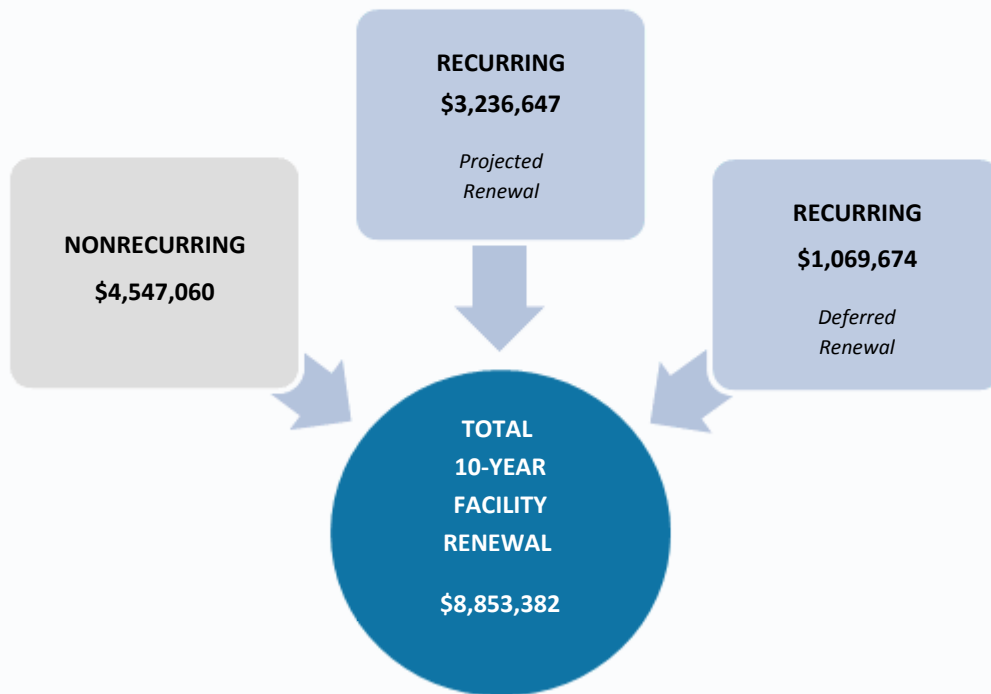 RECURRING
$3,236,647
Projected
Renewal
NONRECURRING
$4,547,060
RECURRING
$1,069,674
Deferred
Renewal
TOTAL
10-YEAR
FACILITY
RENEWAL
$8,853,382